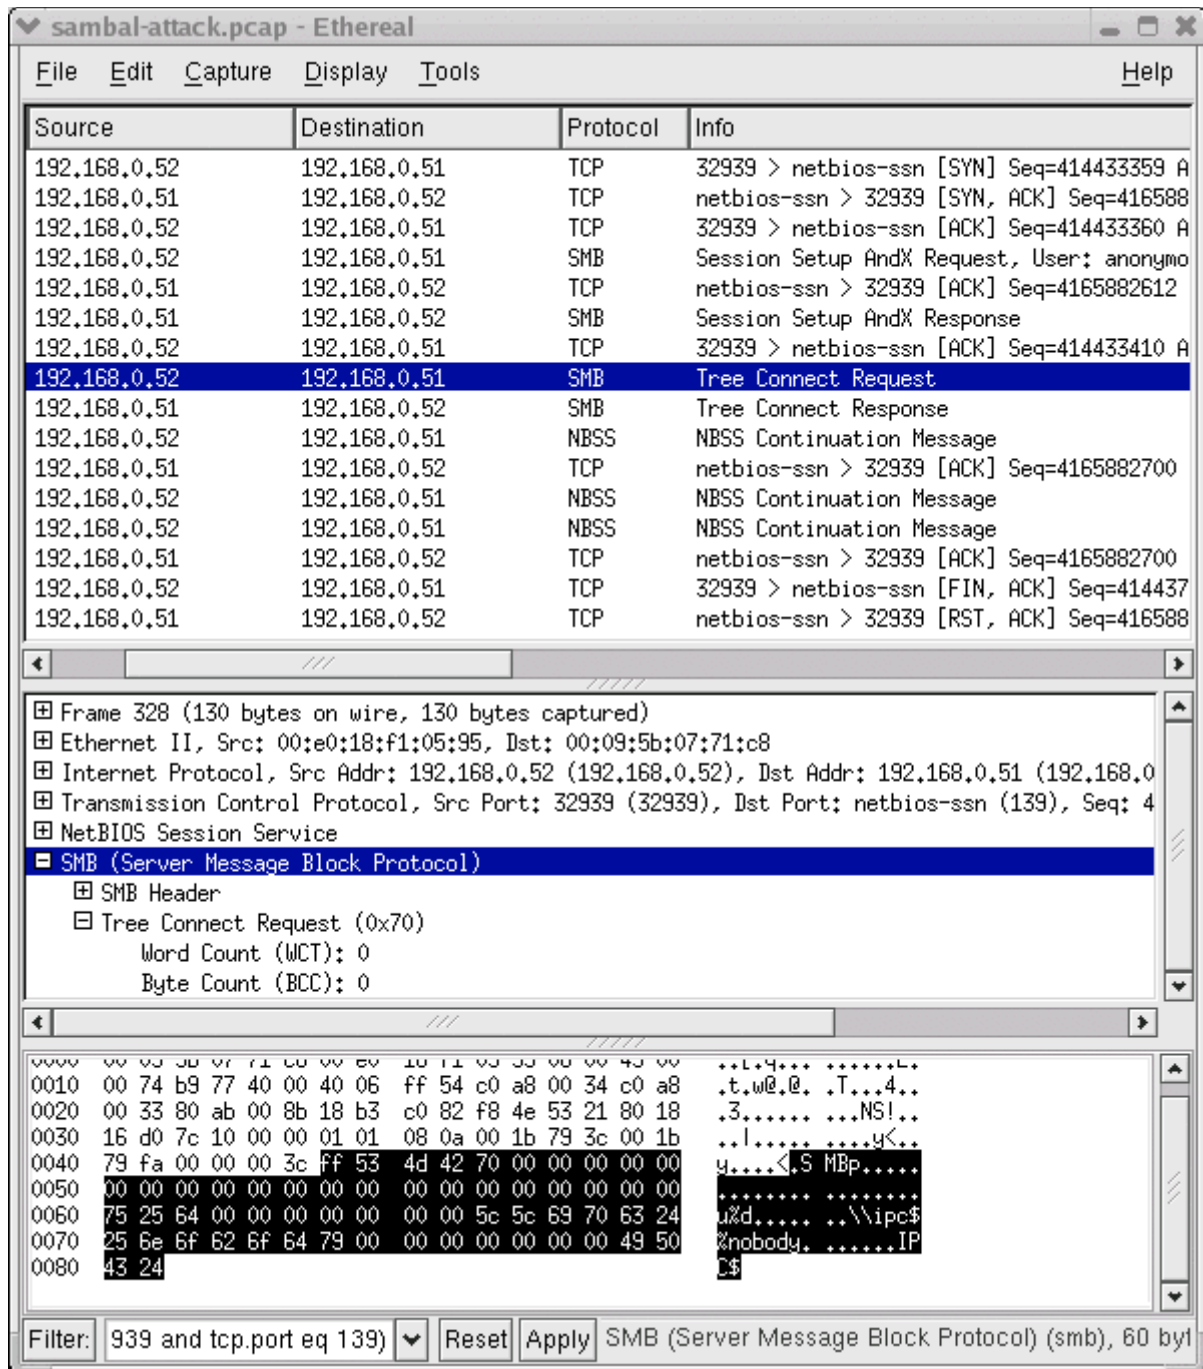 sambal-attack.pcap - Ethereal
File Edit Capture Display Tools Help
Source Destination Protocol Info
192.168.0.52 192.168.0.51 TCP 32939 > netbios-ssn [SYN] Seq=414433359 A
192.168.0.51 192.168.0.52 TCP netbios-ssn > 32939 [SYN, ACK] Seq=416588
192.168.0.52 192.168.0.51 TCP 32939 > netbios-ssn [ACK] Seq=414433360 A
192.168.0.52 192.168.0.51 SMB Session Setup AndX Request, User: anonymo
192.168.0.51 192.168.0.52 TCP netbios-ssn > 32939 [ACK] Seq=4165882612
192.168.0.51 192.168.0.52 SMB Session Setup AndX Response
192.168.0.52 192.168.0.51 TCP 32939 > netbios-ssn [ACK] Seq=414433410 A
192.168.0.52 192.168.0.51 SMB Tree Connect Request
192.168.0.51 192.168.0.52 SMB Tree Connect Response
192.168.0.52 192.168.0.51 NBSS NBSS Continuation Message
192.168.0.51 192.168.0.52 TCP netbios-ssn > 32939 [ACK] Seq=4165882700
192.168.0.52 192.168.0.51 NBSS NBSS Continuation Message
192.168.0.52 192.168.0.51 NBSS NBSS Continuation Message
192.168.0.51 192.168.0.52 TCP netbios-ssn > 32939 [ACK] Seq=4165882700
192.168.0.52 192.168.0.51 TCP 32939 > netbios-ssn [FIN, ACK] Seq=414437
192.168.0.51 192.168.0.52 TCP netbios-ssn > 32939 [RST, ACK] Seq=416588
Frame 328 (130 bytes on wire, 130 bytes captured)
Ethernet II, Src: 00:e0:18:f1:05:95, Dst: 00:09:5b:07:71:c8
Internet Protocol, Src Addr: 192.168.0.52 (192.168.0.52), Dst Addr: 192.168.0.51 (192.168.0
Transmission Control Protocol, Src Port: 32939 (32939), Dst Port: netbios-ssn (139), Seq: 4
NetBIOS Session Service
SMB (Server Message Block Protocol)
SMB Header
Tree Connect Request (0x70)
Word Count (WCT): 0
Byte Count (BCC): 0
0010 00 74 b9 77 40 00 40 06 ff 54 c0 a8 00 34 c0 a8 .t.w@.@. .T...4..
0020 00 33 80 ab 00 8b 18 b3 c0 82 f8 4e 53 21 80 18 .3...... ...NS!..
0030 16 d0 7c 10 00 00 01 01 08 0a 00 1b 79 3c 00 1b ..|..... ....y<..
0040 79 fa 00 00 00 3c ff 53 4d 42 70 00 00 00 00 00 y....<.S MBp.....
0050 00 00 00 00 00 00 00 00 00 00 00 00 00 00 00 00 ........ ........
0060 75 25 64 00 00 00 00 00 00 00 5c 5c 69 70 63 24 u%d..... ..\\ipc$
0070 25 6e 6f 62 6f 64 79 00 00 00 00 00 00 00 49 50 %nobody. ......IP
0080 43 24 C$
Filter: 939 and tcp.port eq 139) Reset Apply SMB (Server Message Block Protocol) (smb), 60 byt